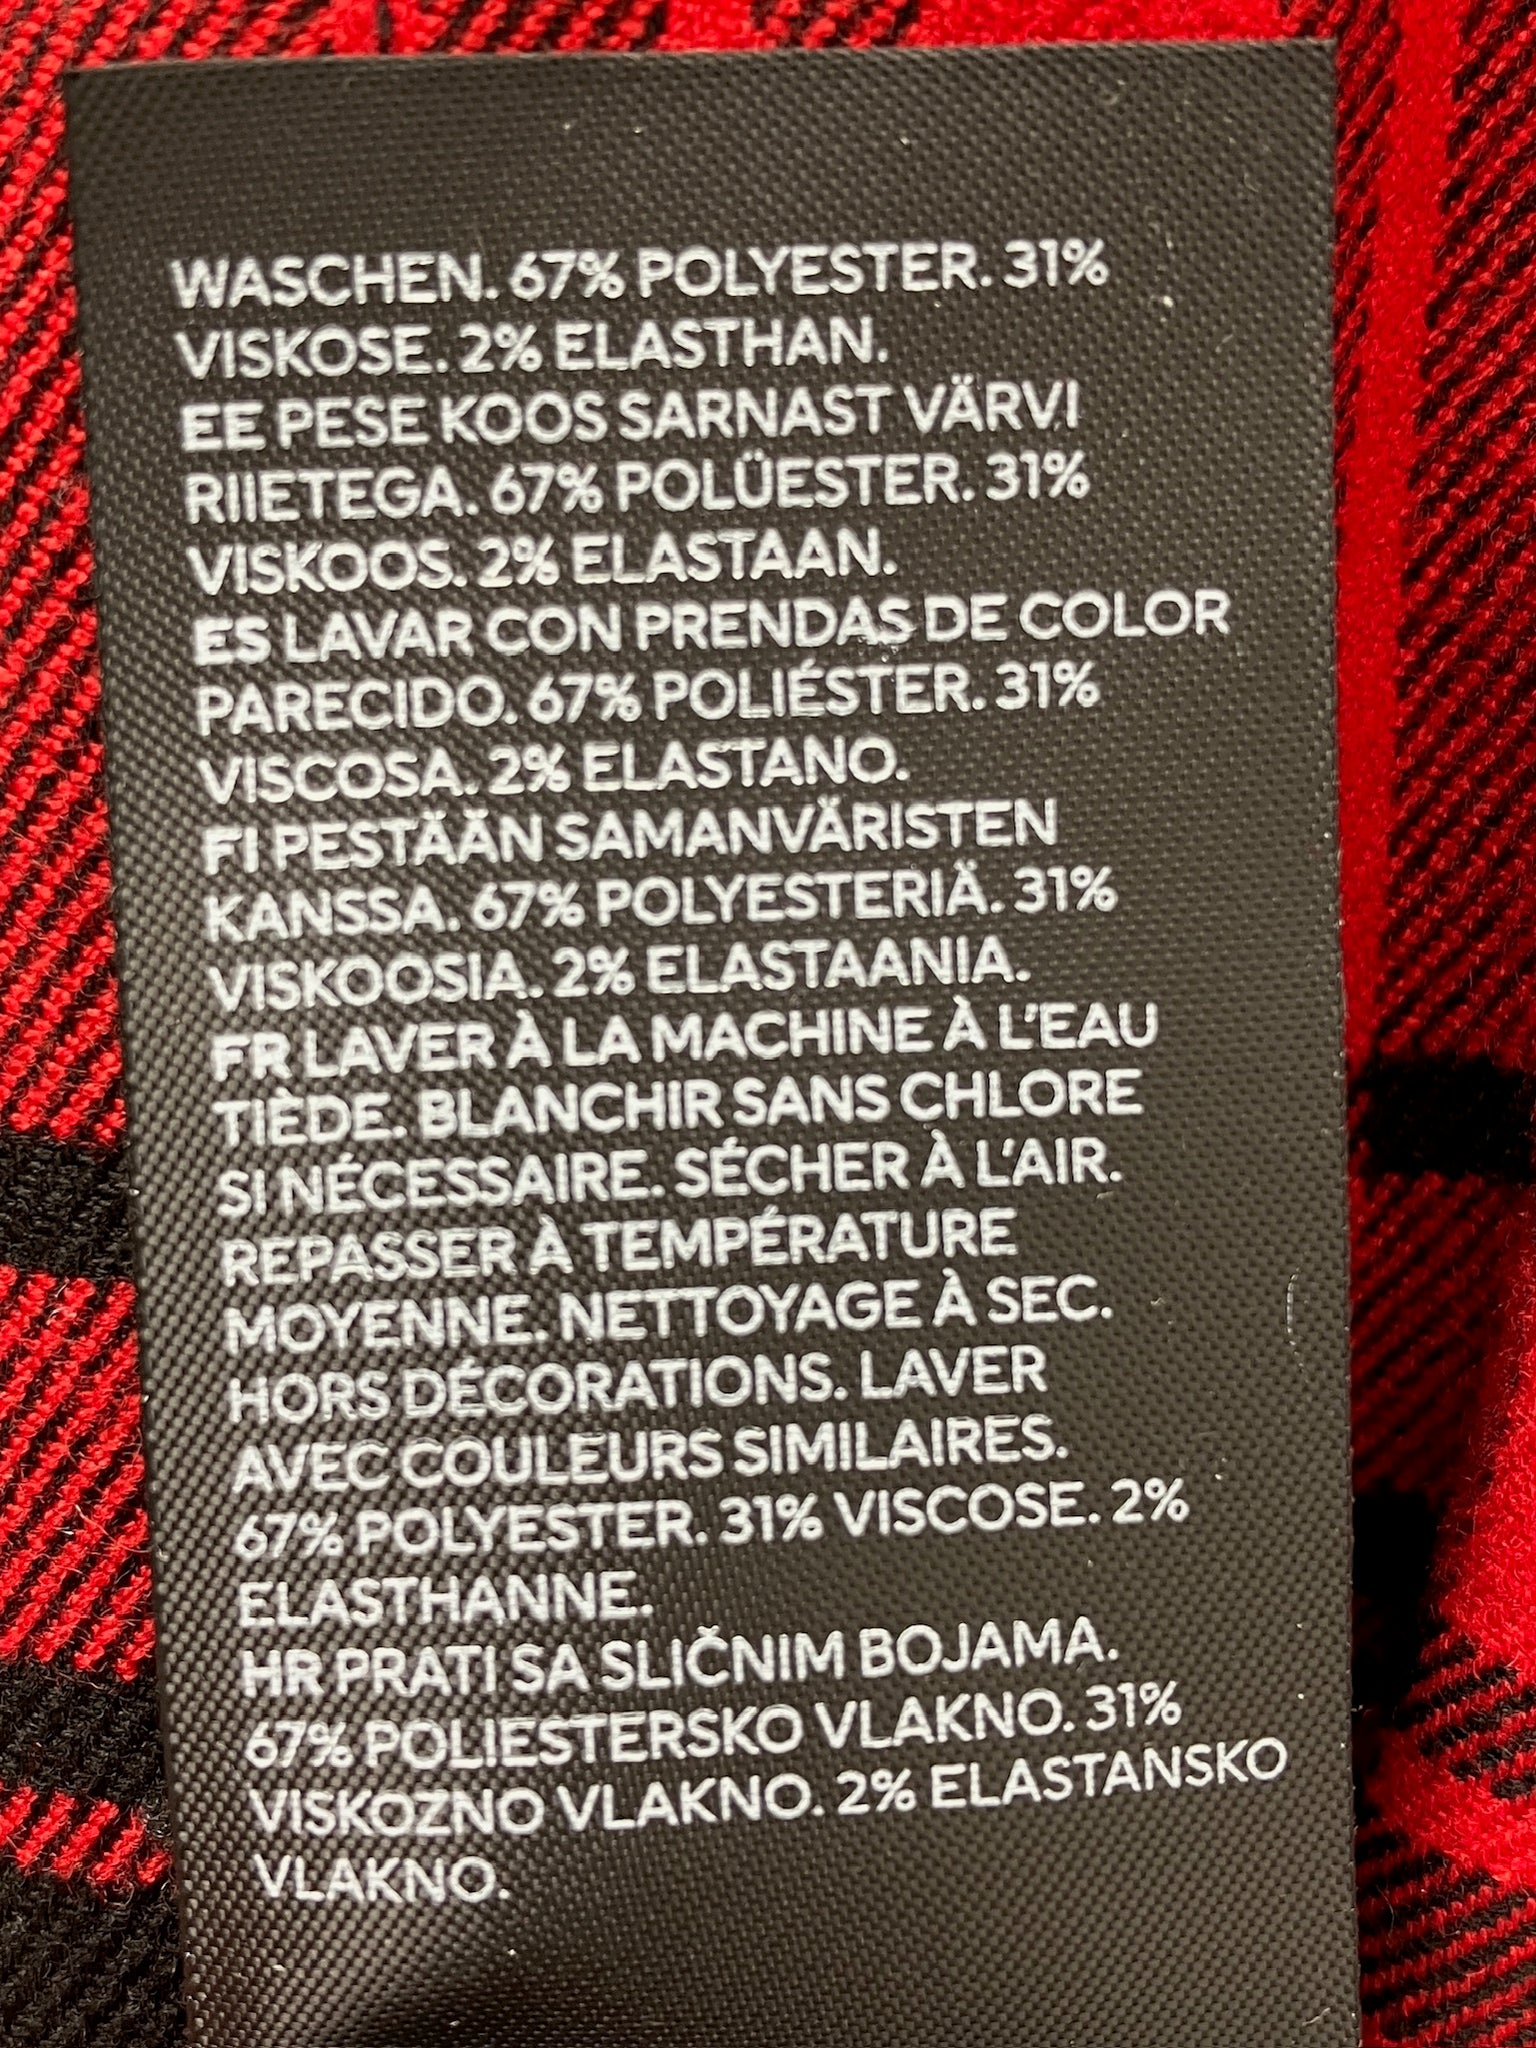 WASCHEN. 67% POLYESTER. 31%
VISKOSE. 2% ELASTHAN.
EE PESE KOOS SARNAST VÄRVI
RIIETEGA. 67% POLÜESTER. 31%
VISKOOS. 2% ELASTAAN.
ES LAVAR CON PRENDAS DE COLOR
PARECIDO. 67% POLIÉSTER. 31%
VISCOSA. 2% ELASTANO.
FI PESTÄÄN SAMANVÄRISTEN
KANSSA. 67% POLYESTERIÄ. 31%
VISKOOSIA. 2% ELASTAANIA.
FR LAVER À LA MACHINE À L'EAU
TIÈDE. BLANCHIR SANS CHLORE
SI NÉCESSAIRE. SÉCHER À L'AIR.
REPASSER À TEMPÉRATURE
MOYENNE. NETTOYAGE À SEC.
HORS DÉCORATIONS. LAVER
AVEC COULEURS SIMILAIRES.
67% POLYESTER. 31% VISCOSE. 2%
ELASTHANNE.
HR PRATI SA SLIČNIM BOJAMA.
67% POLIESTERSKO VLAKNO. 31%
VISKOZNO VLAKNO. 2% ELASTANSKO
VLAKNO.